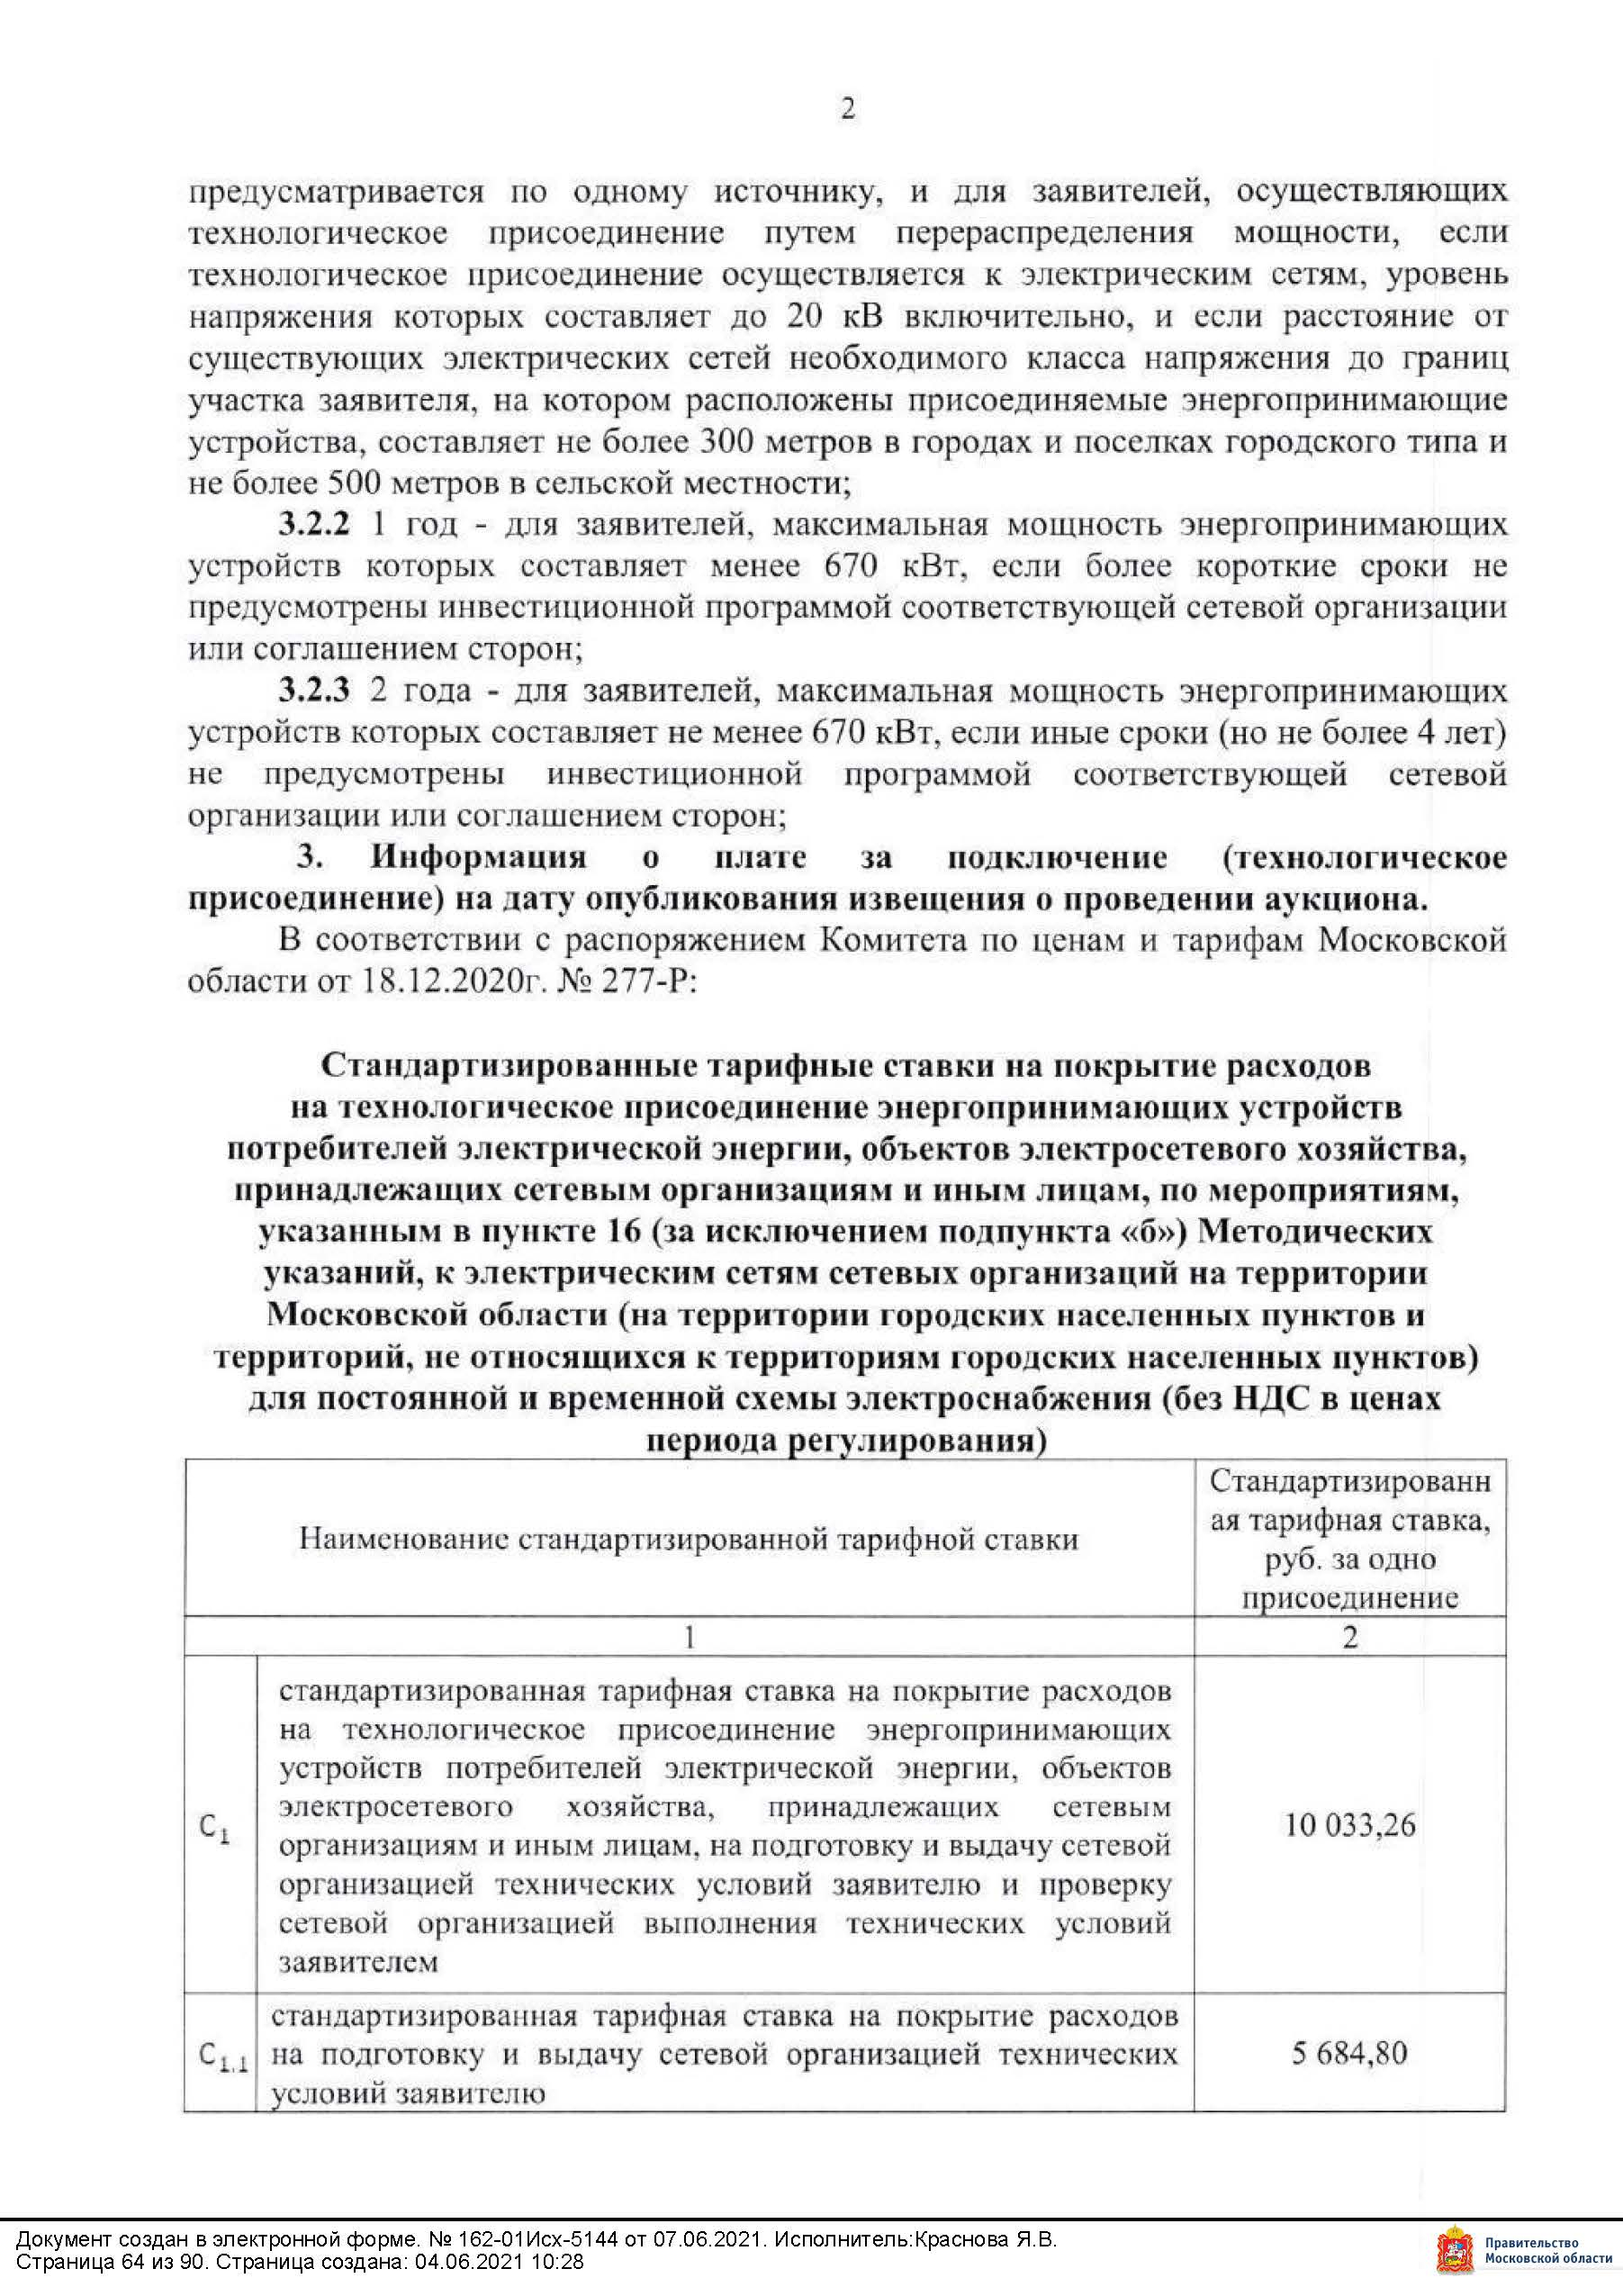 2
предусматривается по одному источнику, и для заявителей, осуществляющих
технологическое присоединение путем перераспределения мощности, если
технологическое присоединение осуществляется к электрическим сетям, уровень
напряжения которых составляет до 20 кВ включительно, и если расстояние от
существующих электрических сетей необходимого класса напряжения до границ
участка заявителя, на котором расположены присоединяемые энергопринимающие
устройства, составляет не более 300 метров в городах и поселках городского типа и
не более 500 метров в сельской местности;
3.2.2 1 год - для заявителей, максимальная мощность энергопринимающих
устройств которых составляет менее 670 кВт, если более короткие сроки не
предусмотрены инвестиционной программой соответствующей сетевой организации
или соглашением сторон;
3.2.3 2 года - для заявителей, максимальная мощность энергопринимающих
устройств которых составляет не менее 670 кВт, если иные сроки (но не более 4 лет)
не предусмотрены инвестиционной программой соответствующей сетевой
организации или соглашением сторон;
3. Информация о плате за подключение (технологическое
присоединение) на дату опубликования извещения о проведении аукциона.
В соответствии с распоряжением Комитета по ценам и тарифам Московской
области от 18.12.2020г. № 277-Р:
Стандартизированные тарифные ставки на покрытие расходов
на технологическое присоединение энергопринимающих устройств
потребителей электрической энергии, объектов электросетевого хозяйства,
принадлежащих сетевым организациям и иным лицам, по мероприятиям,
указанным в пункте 16 (за исключением подпункта «б») Методических
указаний, к электрическим сетям сетевых организаций на территории
Московской области (на территории городских населенных пунктов и
территорий, не относящихся к территориям городских населенных пунктов)
для постоянной и временной схемы электроснабжения (без НДС в ценах
периода регулирования)
Наименование стандартизированной тарифной ставки
Стандартизированн
ая тарифная ставка,
руб. за одно
присоединение
1
2
С1
стандартизированная тарифная ставка на покрытие расходов
на технологическое присоединение энергопринимающих
устройств потребителей электрической энергии, объектов
электросетевого хозяйства, принадлежащих сетевым
организациям и иным лицам, на подготовку и выдачу сетевой
организацией технических условий заявителю и проверку
сетевой организацией выполнения технических условий
заявителем
10 033,26
С1.1
стандартизированная тарифная ставка на покрытие расходов
на подготовку и выдачу сетевой организацией технических
условий заявителю
5 684,80
Документ создан в электронной форме. № 162-01Исх-5144 от 07.06.2021. Исполнитель:Краснова Я.В.
Страница 64 из 90. Страница создана: 04.06.2021 10:28
Правительство
Московской области